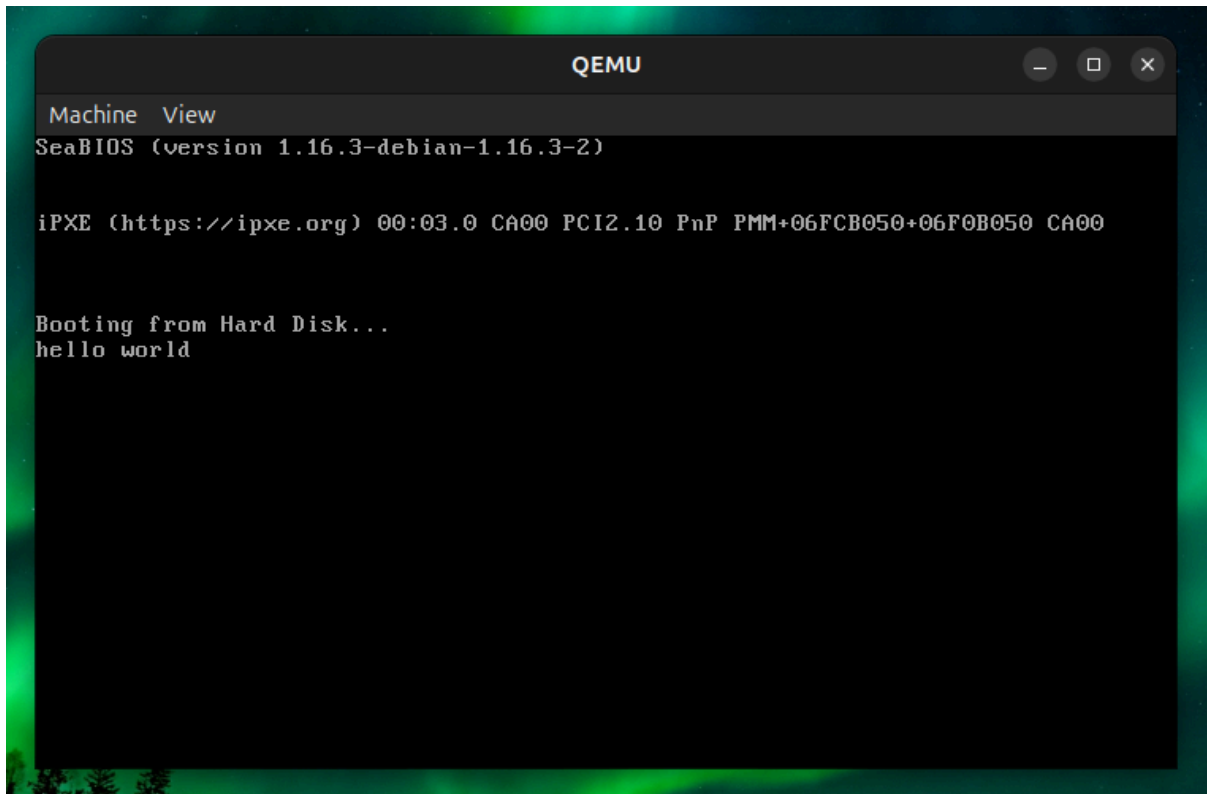 QEMU
Machine View
SeaBIOS (version 1.16.3-debian-1.16.3-2)
iPXE (https://ipxe.org) 00:03.0 CA00 PCI2.10 PnP PMM+06FCB050+06F0B050 CA00
Booting from Hard Disk...
hello world